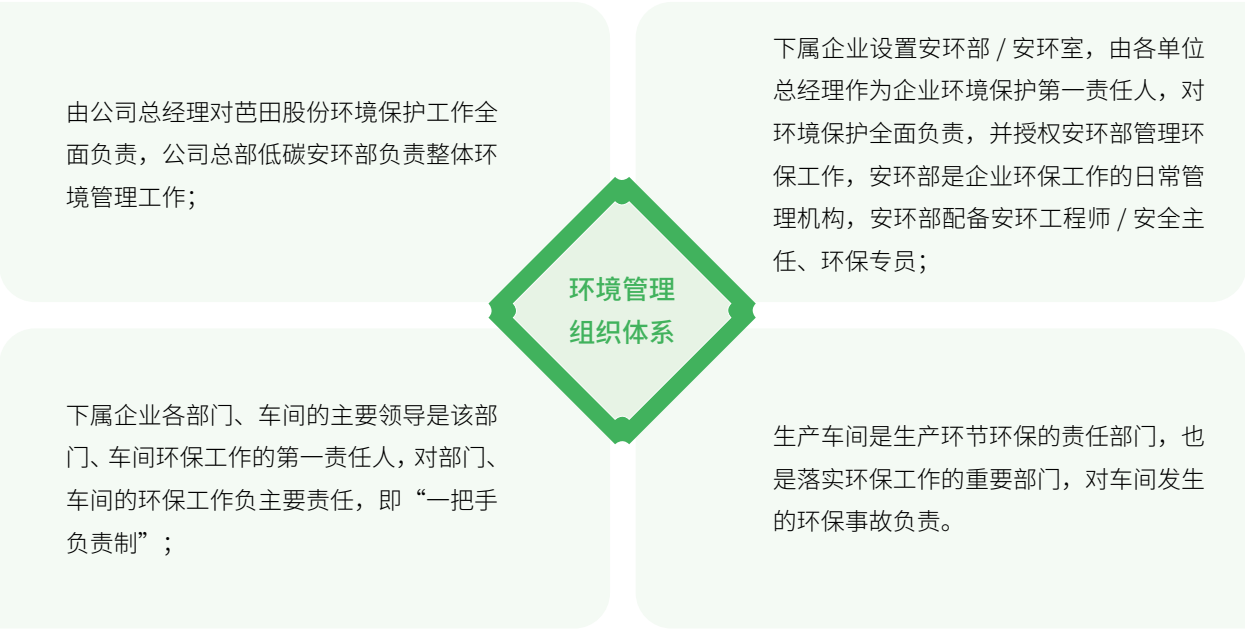 由公司总经理对芭田股份环境保护工作全
面负责，公司总部低碳安环部负责整体环
境管理工作；
下属企业设置安环部 / 安环室，由各单位
总经理作为企业环境保护第一责任人，对
环境保护全面负责，并授权安环部管理环
保工作，安环部是企业环保工作的日常管
理机构，安环部配备安环工程师 / 安全主
任、环保专员；
环境管理
组织体系
下属企业各部门、车间的主要领导是该部
门、车间环保工作的第一责任人，对部门、
车间的环保工作负主要责任，即“一把手
负责制”；
生产车间是生产环节环保的责任部门，也
是落实环保工作的重要部门，对车间发生
的环保事故负责。